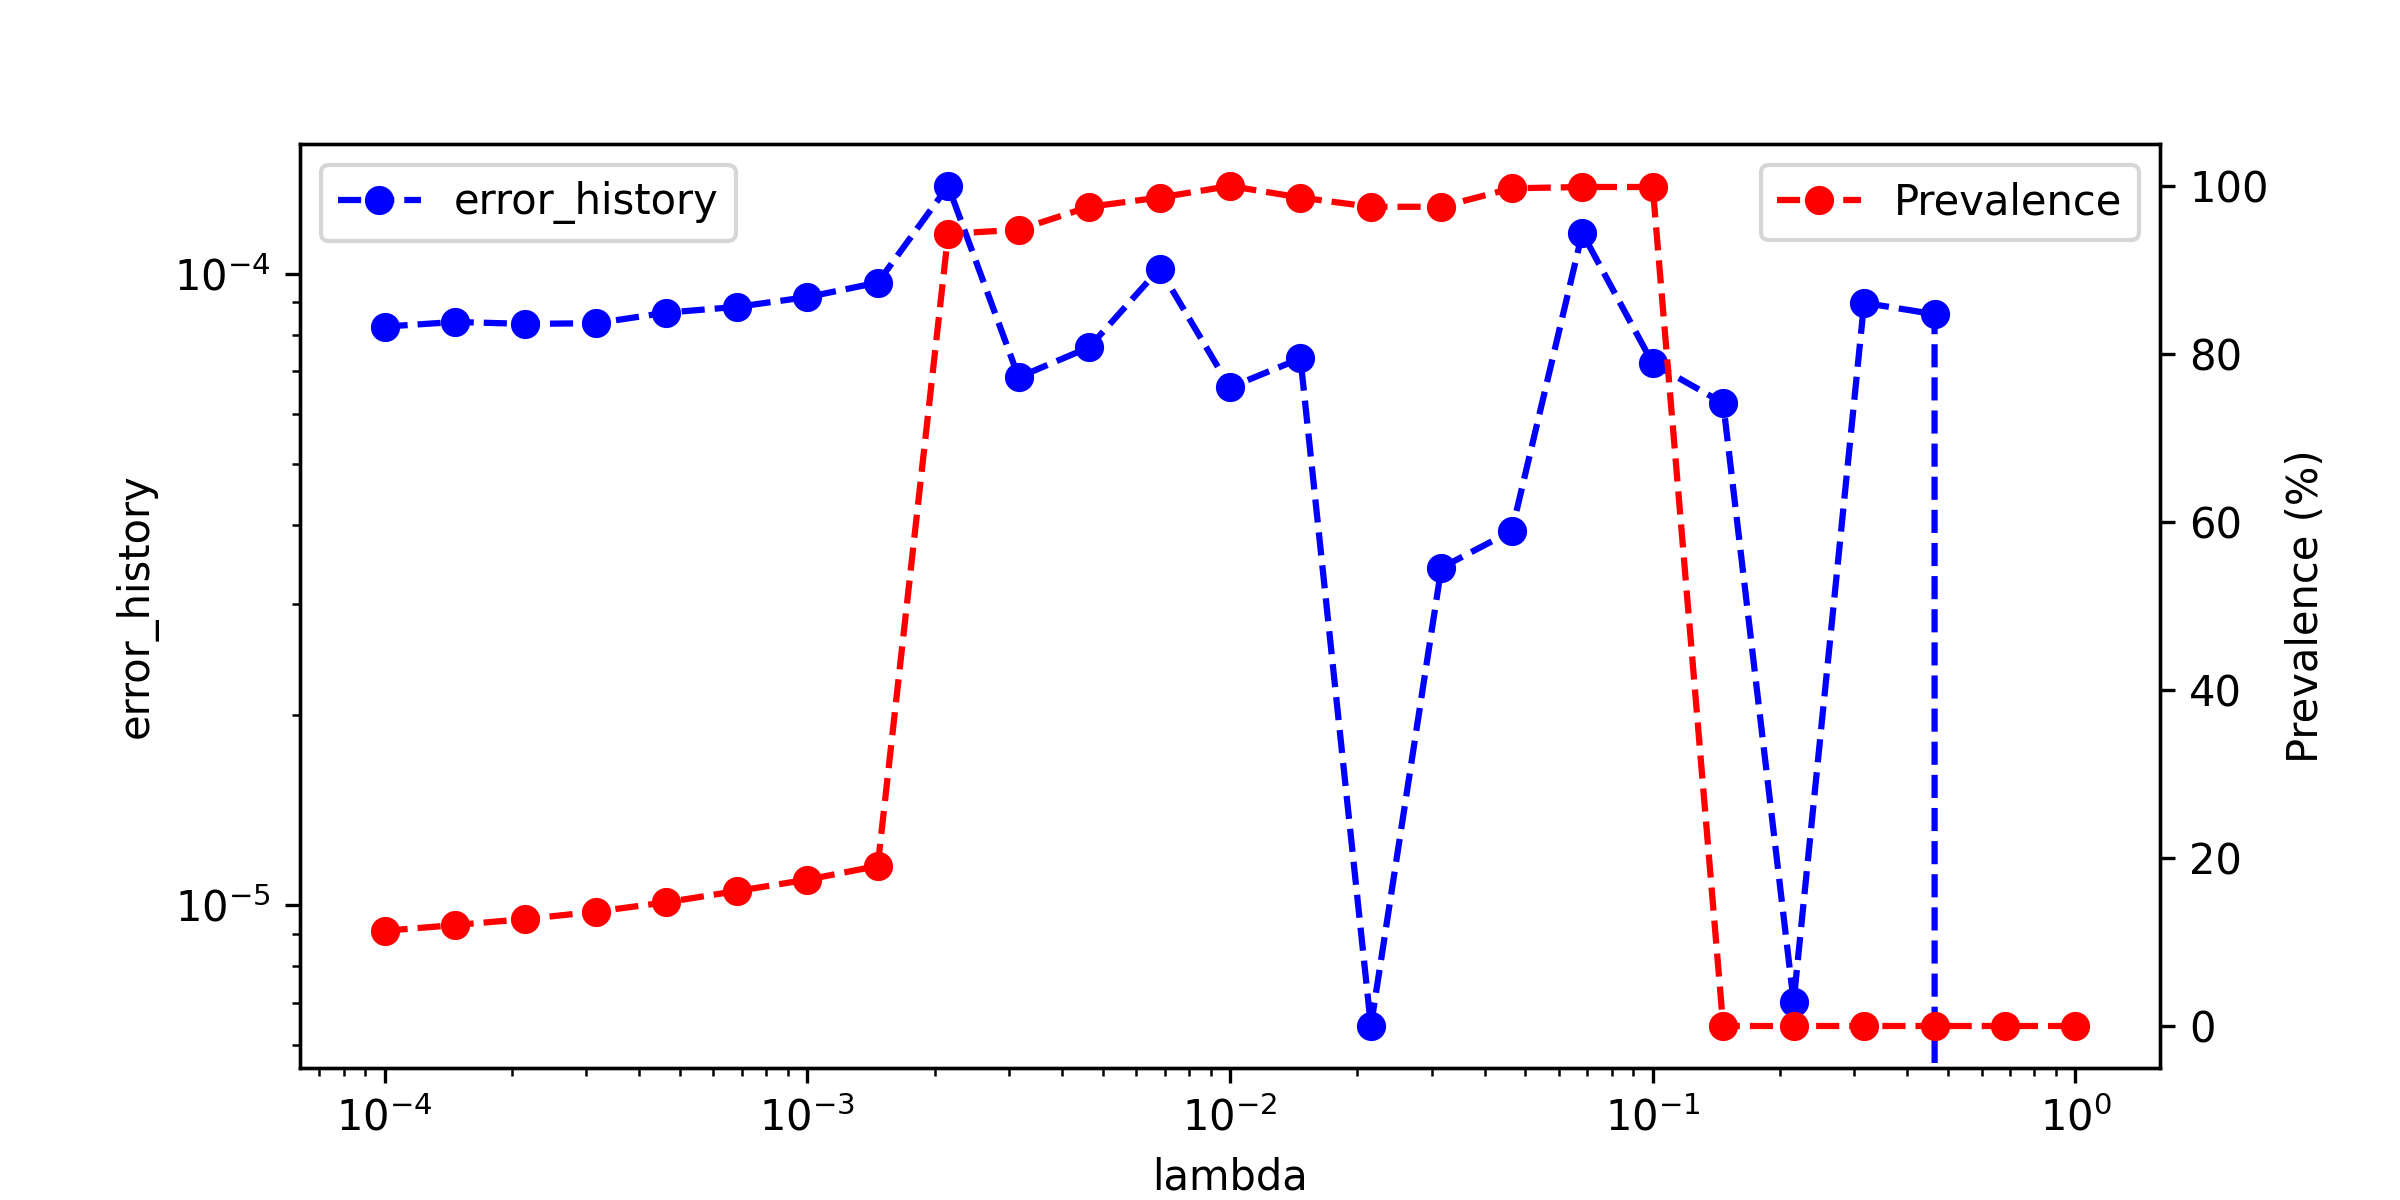 error_history
Prevalence
10⁻⁴
10⁻⁵
error_history
100
80
60
40
20
0
Prevalence (%)
10⁻⁴ 10⁻³ 10⁻² 10⁻¹ 10⁰
lambda